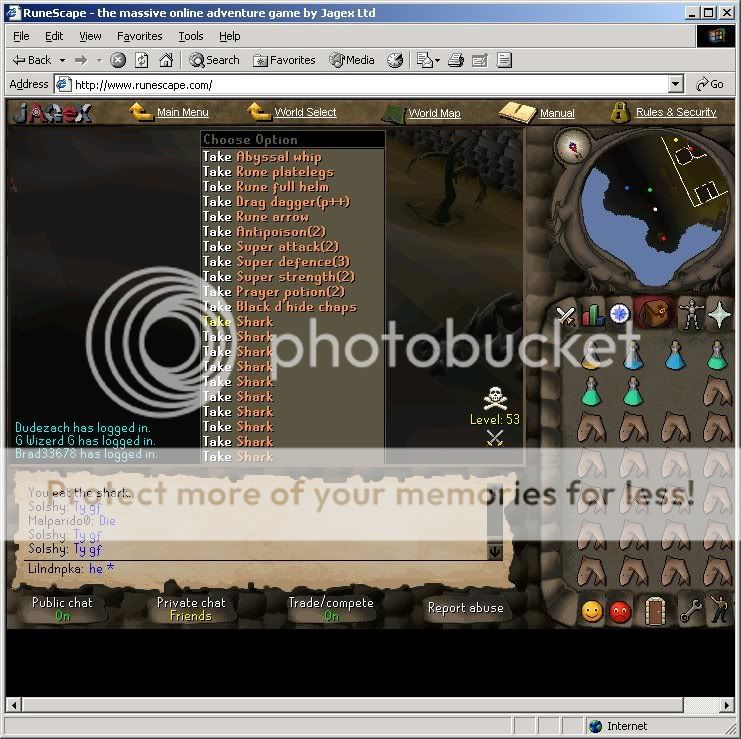 RuneScape - the massive online adventure game by Jagex Ltd
File Edit View Favorites Tools Help
Back Search Favorites Media
Address http://www.runescape.com/ Go
JAGeX Main Menu World Select World Map Manual Rules & Security
Choose Option
Take Abyssal whip
Take Rune platelegs
Take Rune full helm
Take Drag dagger(p++)
Take Rune arrow
Take Antipoison(2)
Take Super attack(2)
Take Super defence(3)
Take Super strength(2)
Take Prayer potion(2)
Take Black d'hide chaps
Take Shark
Take Shark
Take Shark
Take Shark
Take Shark
Take Shark
Take Shark
Take Shark
Take Shark
Take Shark
photobucket
Level: 53
Dudezach has logged in.
G Wizerd G has logged in.
Brad33678 has logged in.
Protect more of your memories for less!
You eat the shark.
Solshy: Ty gf
Malparido0: Die
Solshy: Ty gf
Solshy: Ty gf
Lilndnpka: he *
Public chat Private chat Trade/compete Report abuse
On Friends On
Internet